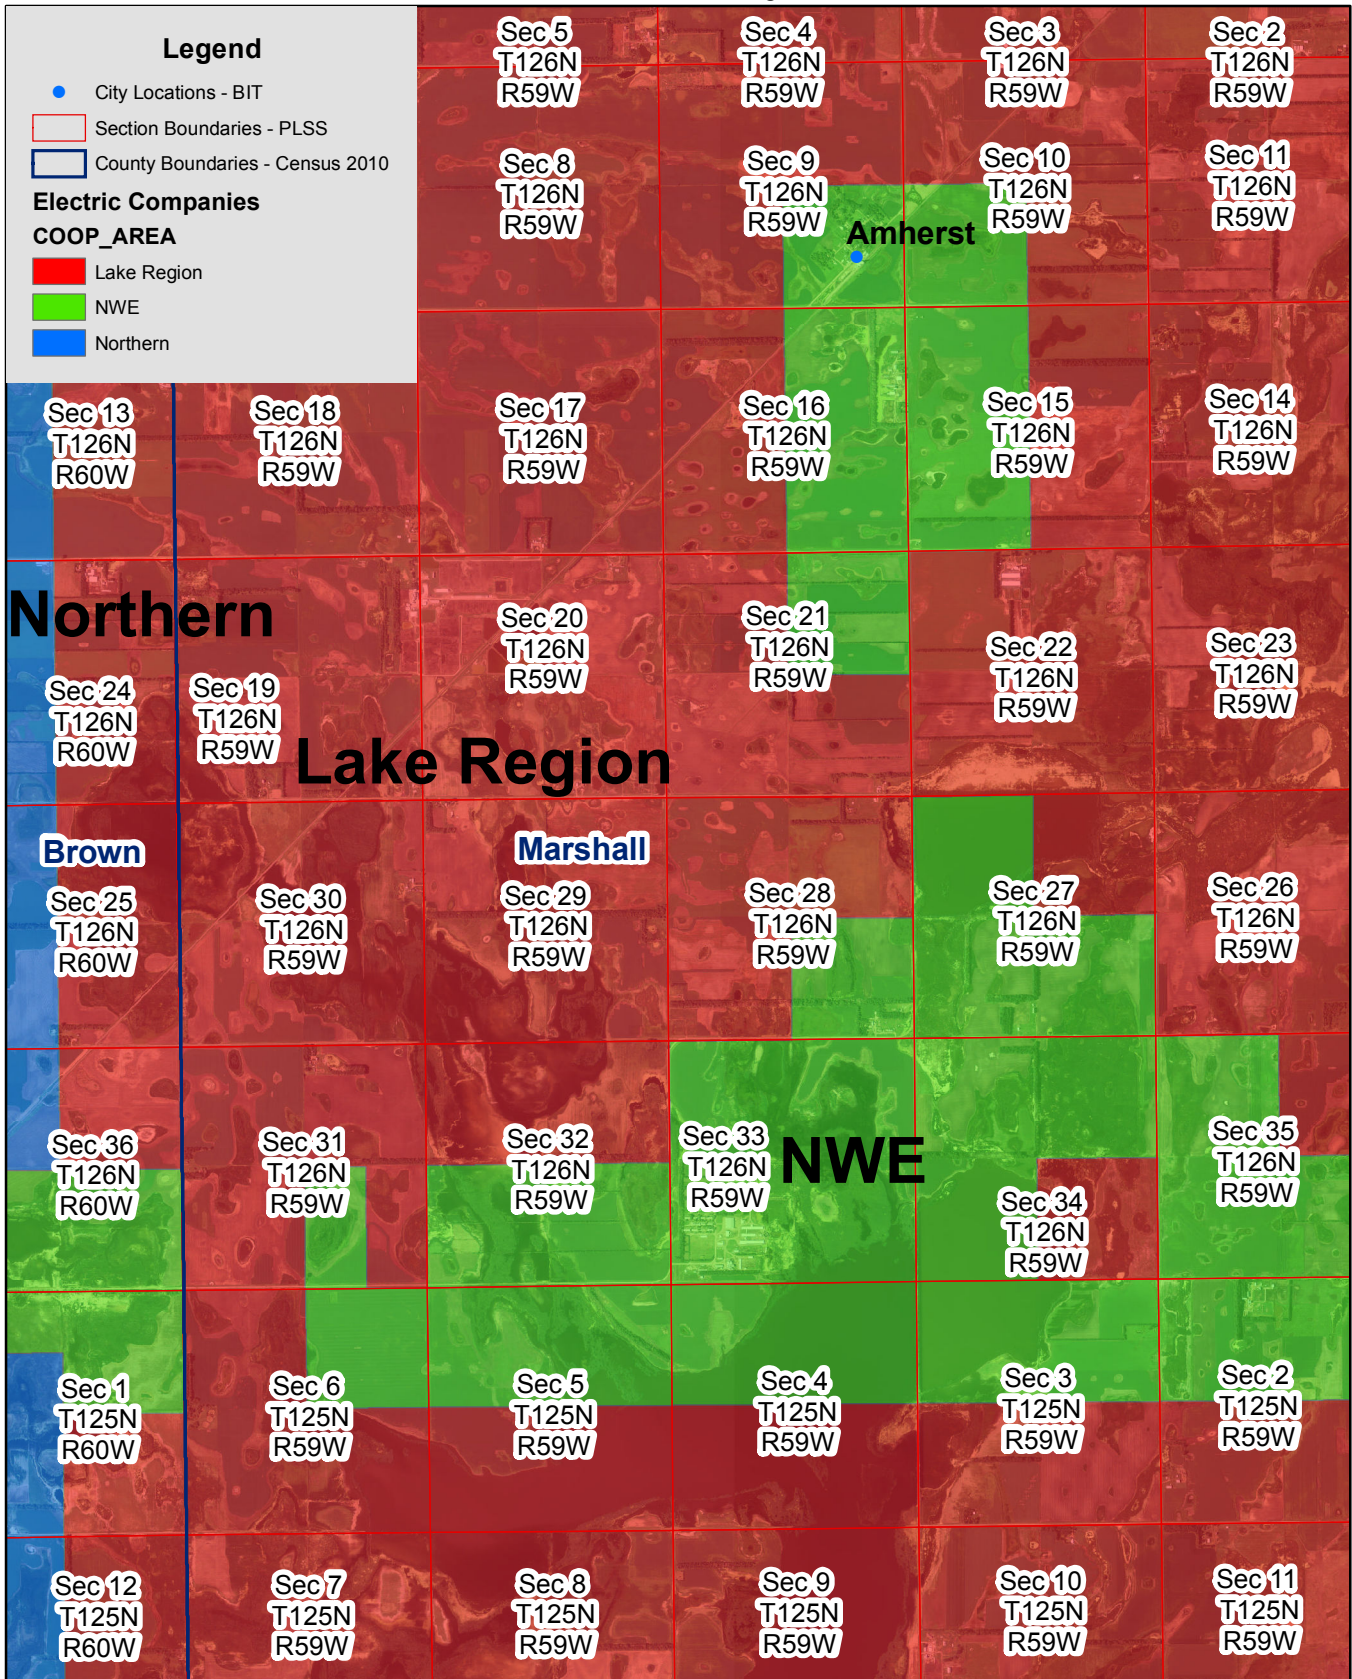 Legend
City Locations - BIT
Section Boundaries - PLSS
County Boundaries - Census 2010
Electric Companies
COOP_AREA
Lake Region
NWE
Northern
Sec 5
T126N
R59W
Sec 4
T126N
R59W
Sec 3
T126N
R59W
Sec 2
T126N
R59W
Sec 8
T126N
R59W
Sec 9
T126N
R59W
Sec 10
T126N
R59W
Sec 11
T126N
R59W
Amherst
Sec 13
T126N
R60W
Sec 18
T126N
R59W
Sec 17
T126N
R59W
Sec 16
T126N
R59W
Sec 15
T126N
R59W
Sec 14
T126N
R59W
Northern
Sec 24
T126N
R60W
Sec 19
T126N
R59W
Sec 20
T126N
R59W
Sec 21
T126N
R59W
Sec 22
T126N
R59W
Sec 23
T126N
R59W
Lake Region
Brown
Marshall
Sec 25
T126N
R60W
Sec 30
T126N
R59W
Sec 29
T126N
R59W
Sec 28
T126N
R59W
Sec 27
T126N
R59W
Sec 26
T126N
R59W
Sec 36
T126N
R60W
Sec 31
T126N
R59W
Sec 32
T126N
R59W
Sec 33
T126N
R59W
NWE
Sec 34
T126N
R59W
Sec 35
T126N
R59W
Sec 1
T125N
R60W
Sec 6
T125N
R59W
Sec 5
T125N
R59W
Sec 4
T125N
R59W
Sec 3
T125N
R59W
Sec 2
T125N
R59W
Sec 12
T125N
R60W
Sec 7
T125N
R59W
Sec 8
T125N
R59W
Sec 9
T125N
R59W
Sec 10
T125N
R59W
Sec 11
T125N
R59W